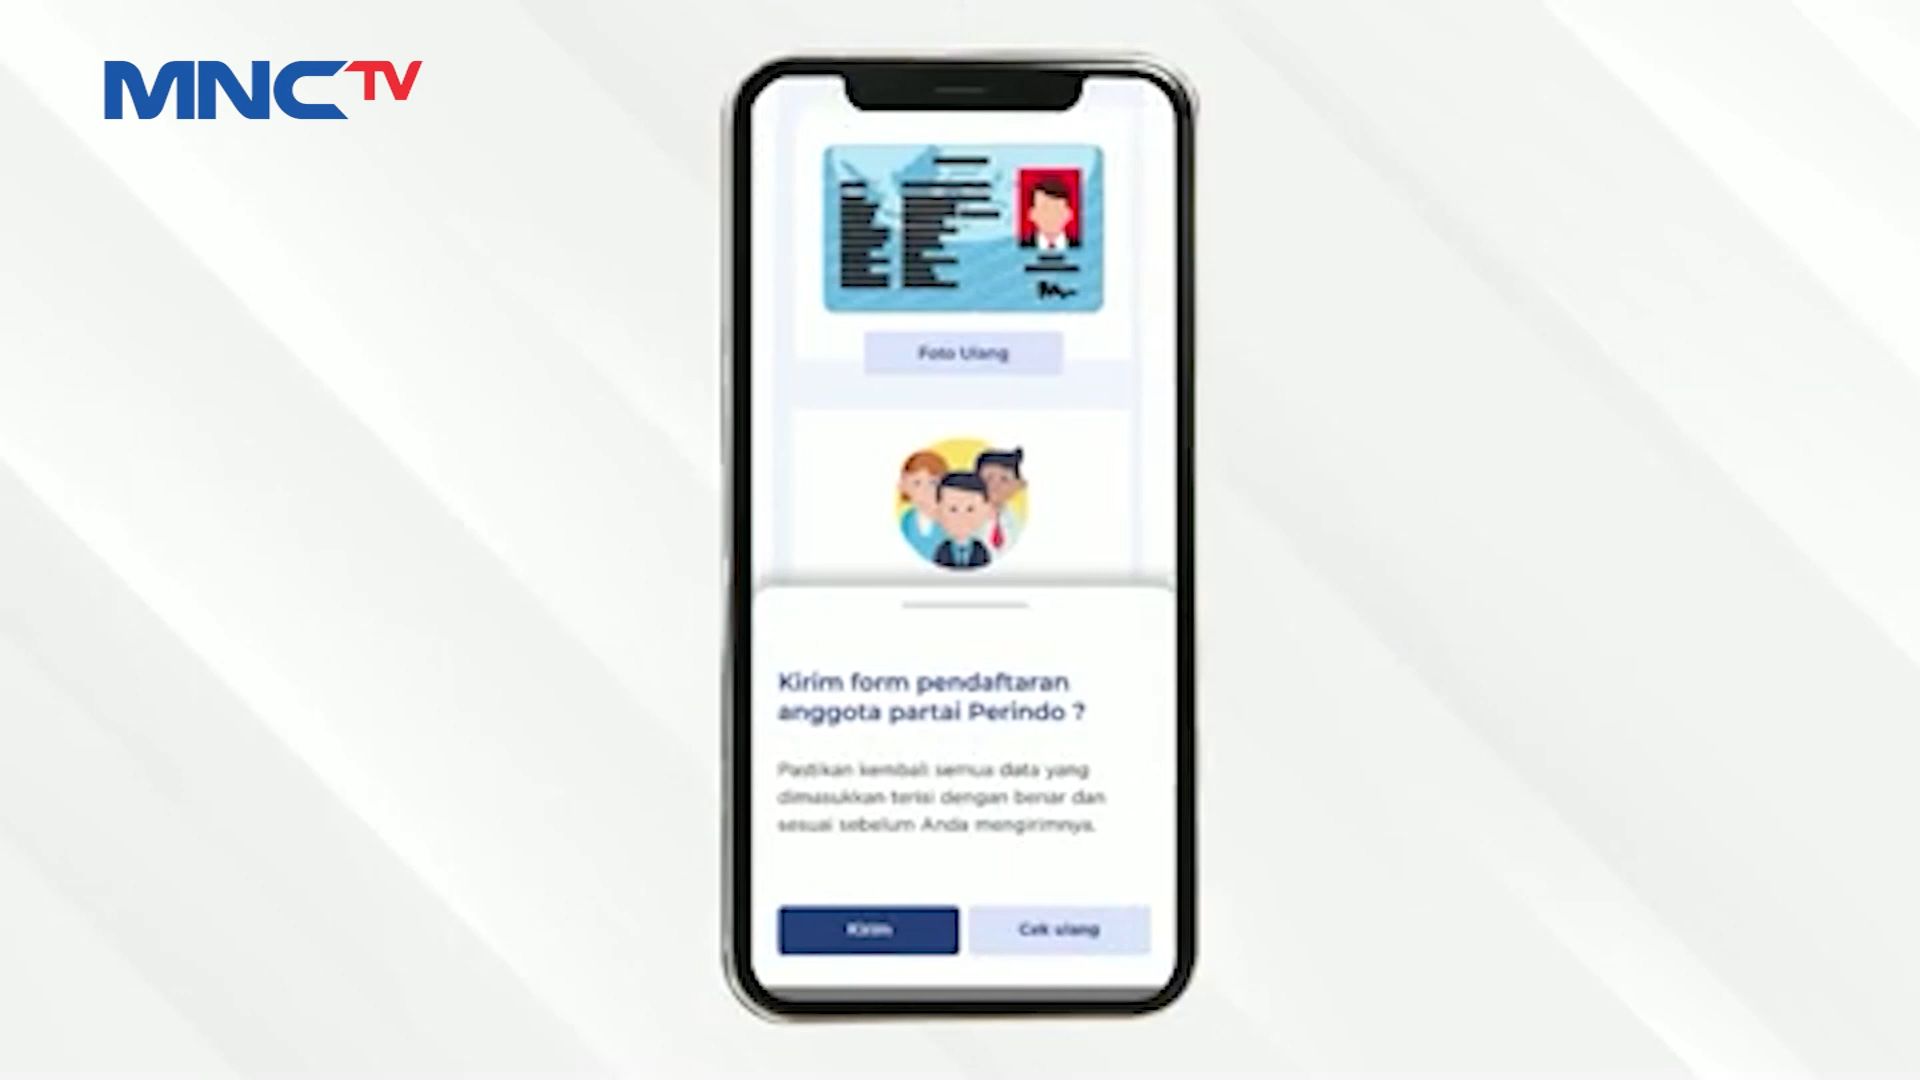 MNCTV
Foto Ulang
Kirim form pendaftaran
anggota partai Perindo ?
Pastikan kembali semua data yang
dimasukkan terisi dengan benar dan
sesuai sebelum Anda mengirimnya.
Kirim
Cek ulang